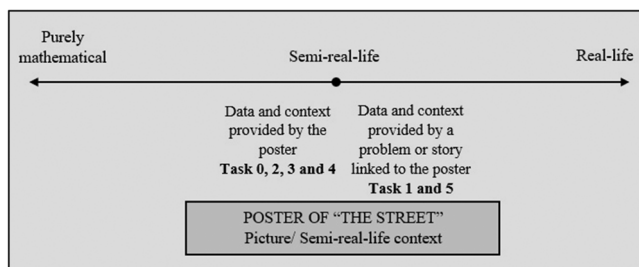 Purely
mathematical
Semi-real-life
Real-life
Data and context
provided by the
poster
Task 0, 2, 3 and 4
Data and context
provided by a
problem or story
linked to the poster
Task 1 and 5
POSTER OF “THE STREET”
Picture/ Semi-real-life context